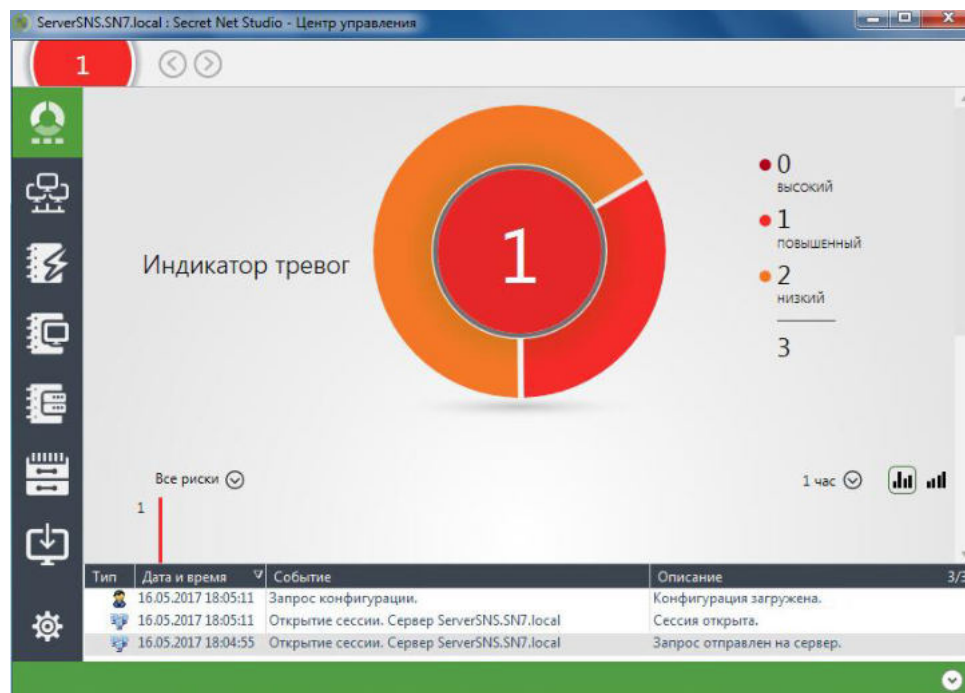 ServerSNS.SN7.local : Secret Net Studio - Центр управления
1
Индикатор тревог
1
0
высокий
1
повышенный
2
низкий
3
Все риски
1 час
1
Тип Дата и время Событие Описание 3/3
16.05.2017 18:05:11 Запрос конфигурации. Конфигурация загружена.
16.05.2017 18:05:11 Открытие сессии. Сервер ServerSNS.SN7.local Сессия открыта.
16.05.2017 18:04:55 Открытие сессии. Сервер ServerSNS.SN7.local Запрос отправлен на сервер.